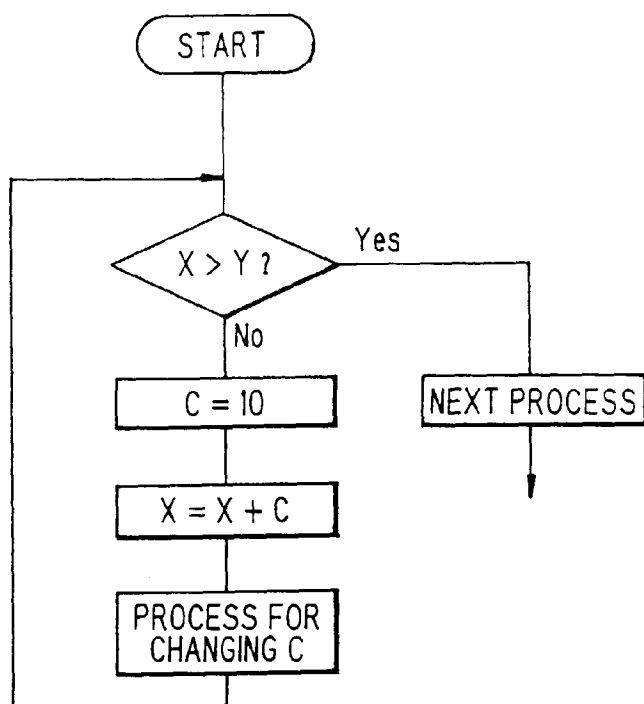 START
X > Y ?
Yes
No
C = 10
NEXT PROCESS
X = X + C
PROCESS FOR
CHANGING C